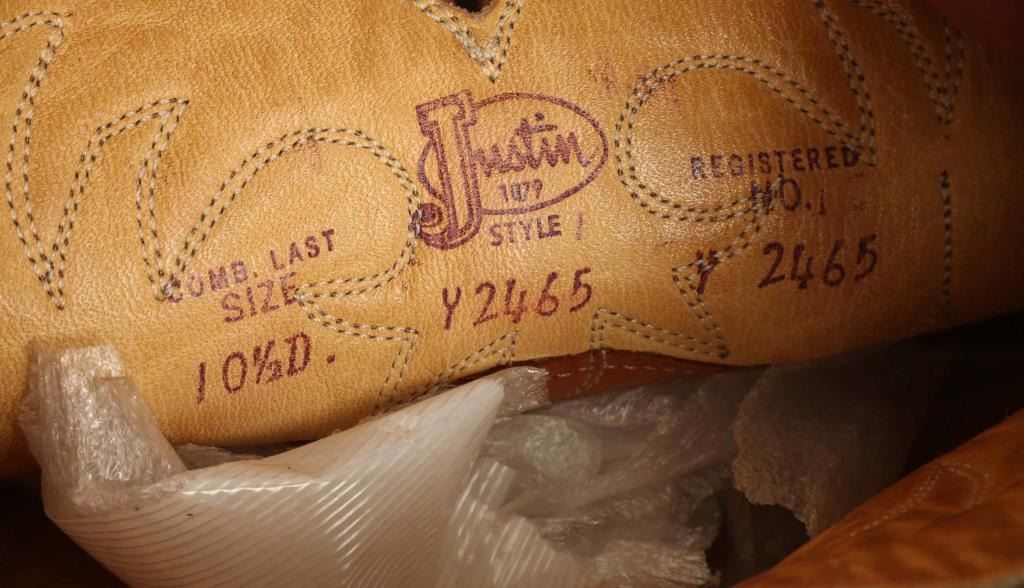 Justin
1879
STYLE
Y2465
COMB. LAST
SIZE
10½D.
REGISTERED
NO.
Y 2465